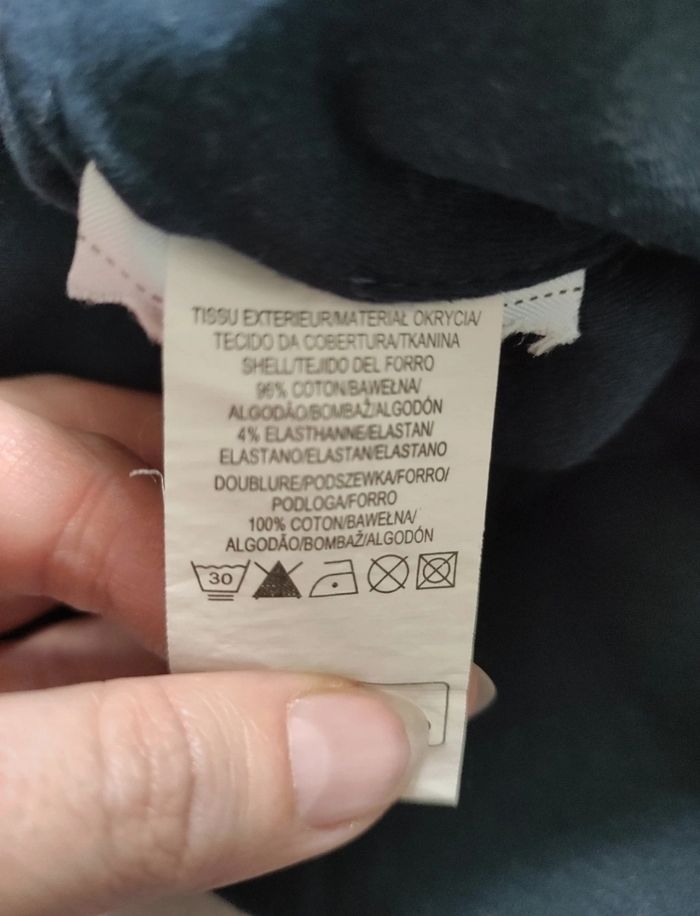 TISSU EXTERIEUR/MATERIAŁ OKRYCIA/
TECIDO DA COBERTURA/TKANINA
SHELL/TEJIDO DEL FORRO
96% COTON/BAWEŁNA/
ALGODÃO/BOMBAŽ/ALGODÓN
4% ELASTHANNE/ELASTAN/
ELASTANO/ELASTAN/ELASTANO
DOUBLURE/PODSZEWKA/FORRO/
PODLOGA/FORRO
100% COTON/BAWEŁNA/
ALGODÃO/BOMBAŽ/ALGODÓN
30